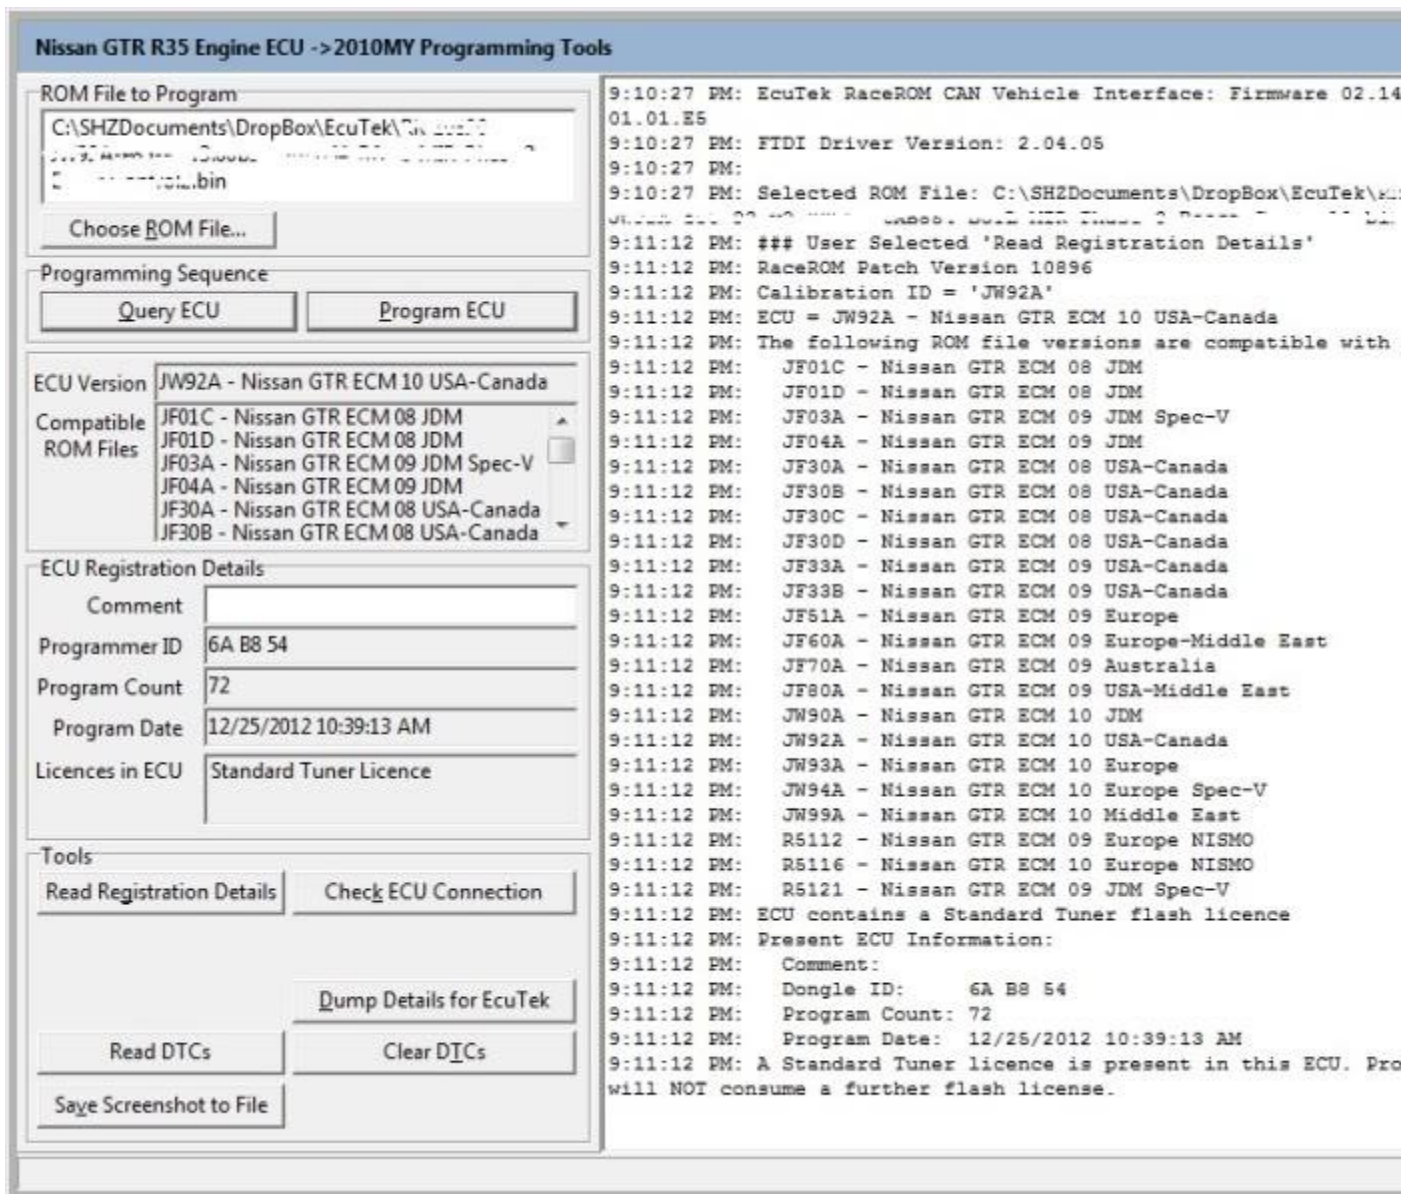 Nissan GTR R35 Engine ECU ->2010MY Programming Tools
ROM File to Program
C:\SHZDocuments\DropBox\EcuTek\
.bin
Choose ROM File...
Programming Sequence
Query ECU
Program ECU
ECU Version
JW92A - Nissan GTR ECM 10 USA-Canada
Compatible
ROM Files
JF01C - Nissan GTR ECM 08 JDM
JF01D - Nissan GTR ECM 08 JDM
JF03A - Nissan GTR ECM 09 JDM Spec-V
JF04A - Nissan GTR ECM 09 JDM
JF30A - Nissan GTR ECM 08 USA-Canada
JF30B - Nissan GTR ECM 08 USA-Canada
ECU Registration Details
Comment
Programmer ID
6A B8 54
Program Count
72
Program Date
12/25/2012 10:39:13 AM
Licences in ECU
Standard Tuner Licence
Tools
Read Registration Details
Check ECU Connection
Dump Details for EcuTek
Read DTCs
Clear DTCs
Save Screenshot to File
9:10:27 PM: EcuTek RaceROM CAN Vehicle Interface: Firmware 02.14
01.01.E5
9:10:27 PM: FTDI Driver Version: 2.04.05
9:10:27 PM:
9:10:27 PM: Selected ROM File: C:\SHZDocuments\DropBox\EcuTek\
9:11:12 PM: ### User Selected 'Read Registration Details'
9:11:12 PM: RaceROM Patch Version 10896
9:11:12 PM: Calibration ID = 'JW92A'
9:11:12 PM: ECU = JW92A - Nissan GTR ECM 10 USA-Canada
9:11:12 PM: The following ROM file versions are compatible with
9:11:12 PM: JF01C - Nissan GTR ECM 08 JDM
9:11:12 PM: JF01D - Nissan GTR ECM 08 JDM
9:11:12 PM: JF03A - Nissan GTR ECM 09 JDM Spec-V
9:11:12 PM: JF04A - Nissan GTR ECM 09 JDM
9:11:12 PM: JF30A - Nissan GTR ECM 08 USA-Canada
9:11:12 PM: JF30B - Nissan GTR ECM 08 USA-Canada
9:11:12 PM: JF30C - Nissan GTR ECM 08 USA-Canada
9:11:12 PM: JF30D - Nissan GTR ECM 08 USA-Canada
9:11:12 PM: JF33A - Nissan GTR ECM 09 USA-Canada
9:11:12 PM: JF33B - Nissan GTR ECM 09 USA-Canada
9:11:12 PM: JF51A - Nissan GTR ECM 09 Europe
9:11:12 PM: JF60A - Nissan GTR ECM 09 Europe-Middle East
9:11:12 PM: JF70A - Nissan GTR ECM 09 Australia
9:11:12 PM: JF80A - Nissan GTR ECM 09 USA-Middle East
9:11:12 PM: JW90A - Nissan GTR ECM 10 JDM
9:11:12 PM: JW92A - Nissan GTR ECM 10 USA-Canada
9:11:12 PM: JW93A - Nissan GTR ECM 10 Europe
9:11:12 PM: JW94A - Nissan GTR ECM 10 Europe Spec-V
9:11:12 PM: JW99A - Nissan GTR ECM 10 Middle East
9:11:12 PM: R5112 - Nissan GTR ECM 09 Europe NISMO
9:11:12 PM: R5116 - Nissan GTR ECM 10 Europe NISMO
9:11:12 PM: R5121 - Nissan GTR ECM 09 JDM Spec-V
9:11:12 PM: ECU contains a Standard Tuner flash licence
9:11:12 PM: Present ECU Information:
9:11:12 PM: Comment:
9:11:12 PM: Dongle ID: 6A B8 54
9:11:12 PM: Program Count: 72
9:11:12 PM: Program Date: 12/25/2012 10:39:13 AM
9:11:12 PM: A Standard Tuner licence is present in this ECU. Pro
will NOT consume a further flash license.